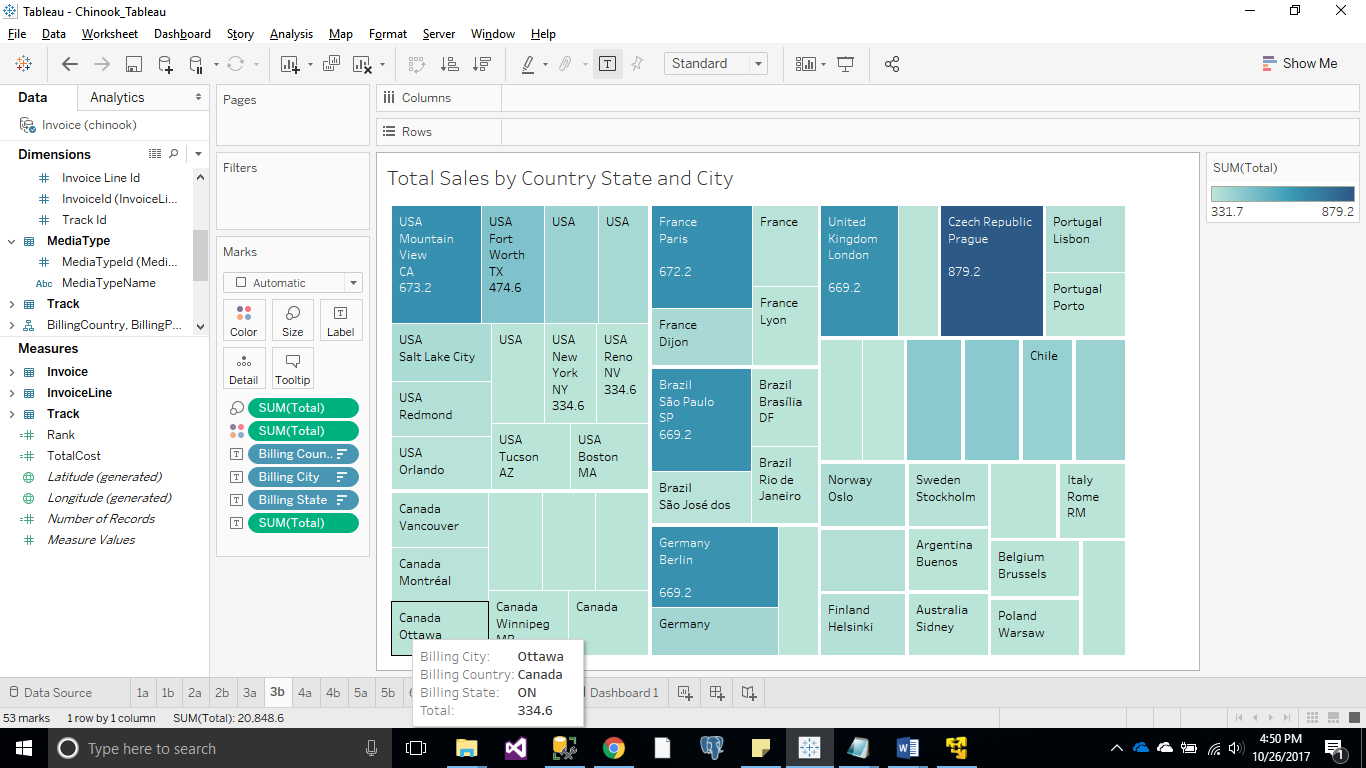 Tableau - Chinook_Tableau
File Data Worksheet Dashboard Story Analysis Map Format Server Window Help
Standard
Show Me
Data
Analytics
Invoice (chinook)
Dimensions
Invoice Line Id
InvoiceId (InvoiceLi...
Track Id
MediaType
MediaTypeId (Medi...
Abc MediaTypeName
Track
BillingCountry, BillingP...
Measures
Invoice
InvoiceLine
Track
Rank
TotalCost
Latitude (generated)
Longitude (generated)
Number of Records
Measure Values
Pages
Filters
Marks
Automatic
Color
Size
Label
Detail
Tooltip
SUM(Total)
SUM(Total)
Billing Coun..
Billing City
Billing State
SUM(Total)
Columns
Rows
Total Sales by Country State and City
USA
Mountain
View
CA
673.2
USA
Fort
Worth
TX
474.6
USA
USA
USA
Salt Lake City
USA
Redmond
USA
Orlando
USA
USA
New
York
NY
334.6
USA
Reno
NV
334.6
USA
Tucson
AZ
USA
Boston
MA
Canada
Vancouver
Canada
Montréal
Canada
Ottawa
Canada
Winnipeg
Canada
France
Paris
672.2
France
France
Dijon
France
Lyon
Brazil
São Paulo
SP
669.2
Brazil
Brasília
DF
Brazil
São José dos
Brazil
Rio de
Janeiro
Germany
Berlin
669.2
Germany
United
Kingdom
London
669.2
Czech Republic
Prague
879.2
Portugal
Lisbon
Portugal
Porto
Chile
Norway
Oslo
Sweden
Stockholm
Italy
Rome
RM
Argentina
Buenos
Belgium
Brussels
Finland
Helsinki
Australia
Sidney
Poland
Warsaw
SUM(Total)
331.7 879.2
Billing City: Ottawa
Billing Country: Canada
Billing State: ON
Total: 334.6
Data Source 1a 1b 2a 2b 3a 3b 4a 4b 5a 5b Dashboard 1
53 marks 1 row by 1 column SUM(Total): 20,848.6
Type here to search
4:50 PM
10/26/2017
1